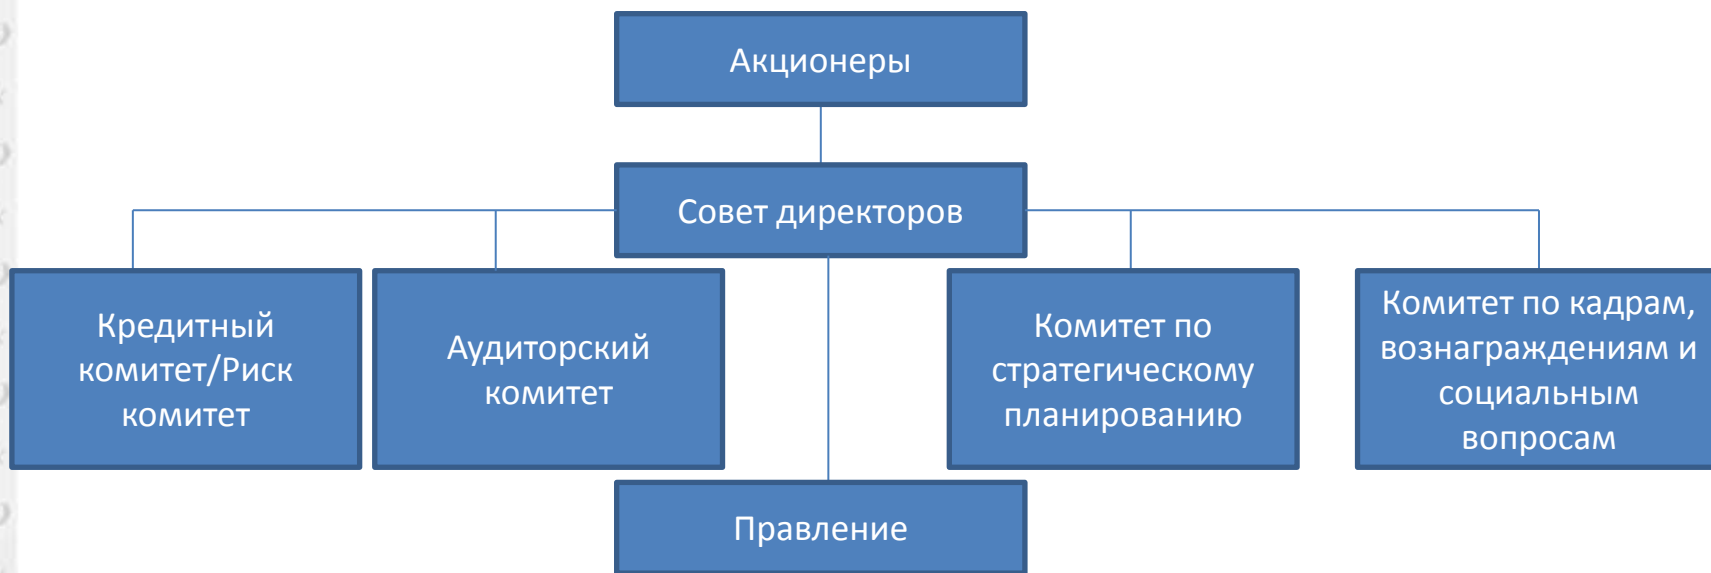 Акционеры
Совет директоров
Кредитный
комитет/Риск
комитет
Аудиторский
комитет
Комитет по
стратегическому
планированию
Комитет по кадрам,
вознаграждениям и
социальным
вопросам
Правление